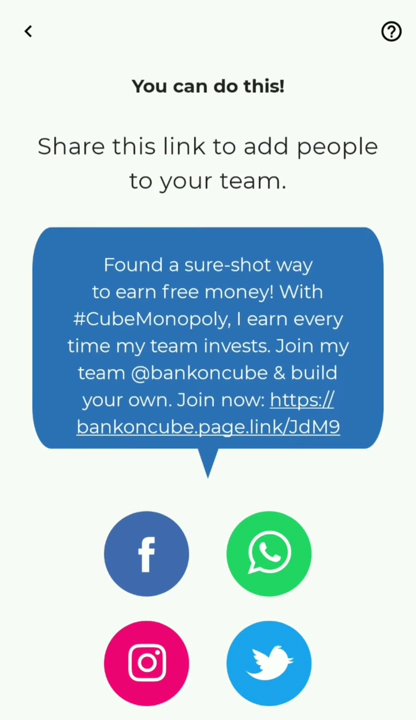 You can do this!
Share this link to add people
to your team.
Found a sure-shot way
to earn free money! With
#CubeMonopoly, I earn every
time my team invests. Join my
team @bankoncube & build
your own. Join now: https://
bankoncube.page.link/JdM9